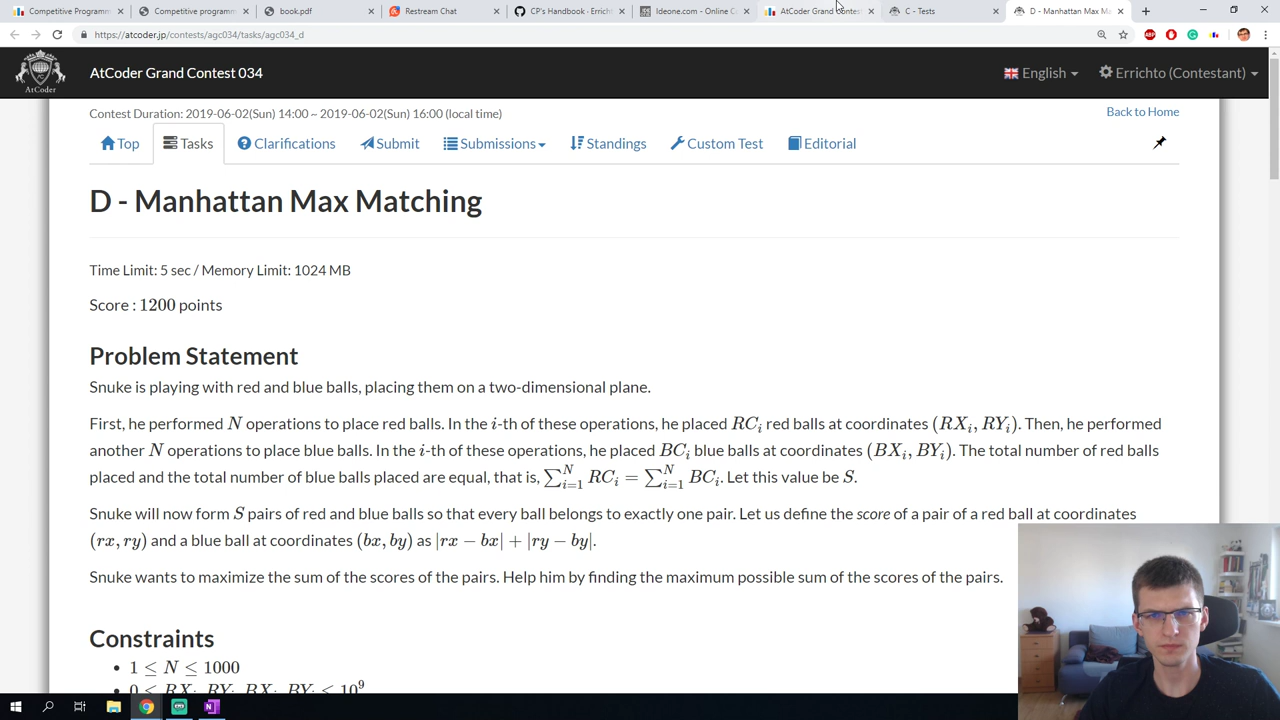 Competitive Programm
Competitive programm
book.pdf
Restream Chat
CP's Handbook · Errich
Ideone.com - Online C
AtCoder Grand Contest
C - Tests
D - Manhattan Max M
https://atcoder.jp/contests/agc034/tasks/agc034_d
AtCoder
AtCoder Grand Contest 034
English
Errichto (Contestant)
Contest Duration: 2019-06-02(Sun) 14:00 ~ 2019-06-02(Sun) 16:00 (local time)
Back to Home
Top
Tasks
Clarifications
Submit
Submissions
Standings
Custom Test
Editorial
D - Manhattan Max Matching
Time Limit: 5 sec / Memory Limit: 1024 MB
Score : 1200 points
Problem Statement
Snuke is playing with red and blue balls, placing them on a two-dimensional plane.
First, he performed N operations to place red balls. In the i-th of these operations, he placed RC_i red balls at coordinates (RX_i, RY_i). Then, he performed
another N operations to place blue balls. In the i-th of these operations, he placed BC_i blue balls at coordinates (BX_i, BY_i). The total number of red balls
placed and the total number of blue balls placed are equal, that is, ∑_{i=1}^{N} RC_i = ∑_{i=1}^{N} BC_i. Let this value be S.
Snuke will now form S pairs of red and blue balls so that every ball belongs to exactly one pair. Let us define the score of a pair of a red ball at coordinates
(rx, ry) and a blue ball at coordinates (bx, by) as |rx − bx| + |ry − by|.
Snuke wants to maximize the sum of the scores of the pairs. Help him by finding the maximum possible sum of the scores of the pairs.
Constraints
• 1 ≤ N ≤ 1000
• 0 ≤ RX_i, RY_i, BX_i, BY_i ≤ 10^9